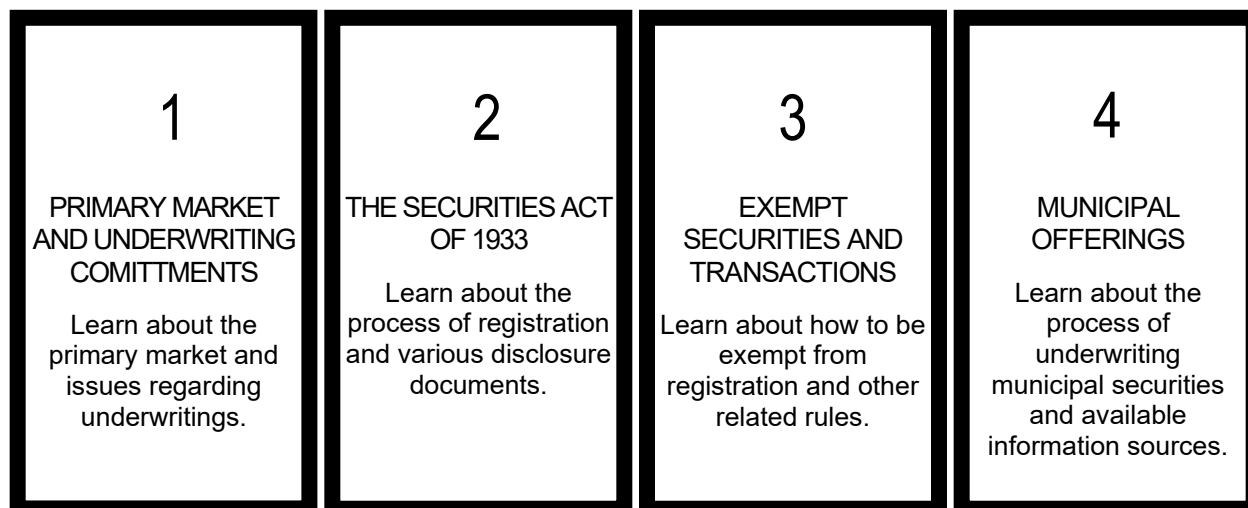 1
PRIMARY MARKET
AND UNDERWRITING
COMITTMENTS
Learn about the
primary market and
issues regarding
underwritings.
2
THE SECURITIES ACT
OF 1933
Learn about the
process of registration
and various disclosure
documents.
3
EXEMPT
SECURITIES AND
TRANSACTIONS
Learn about how to be
exempt from
registration and other
related rules.
4
MUNICIPAL
OFFERINGS
Learn about the
process of
underwriting
municipal securities
and available
information sources.